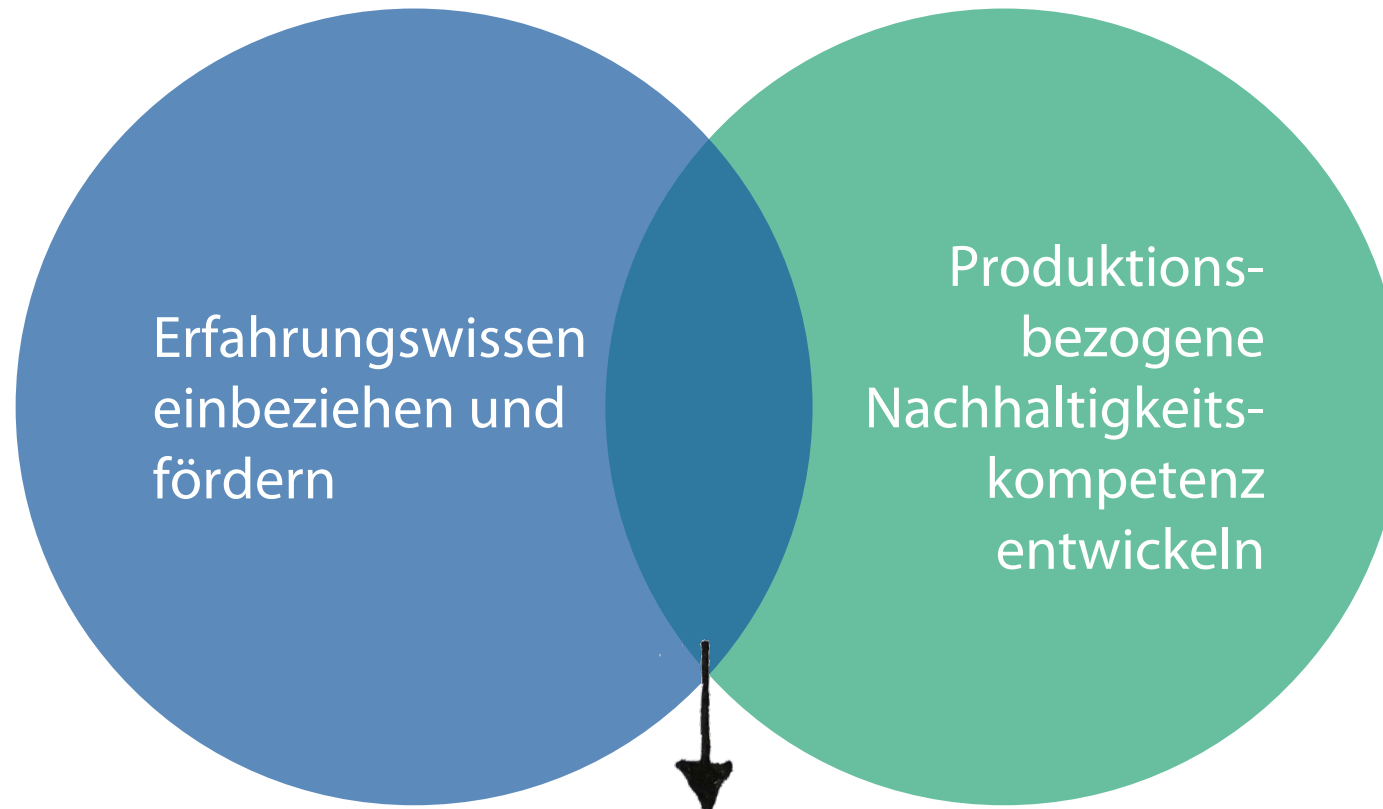 Erfahrungswissen
einbeziehen und
fördern
Produktions-
bezogene
Nachhaltigkeits-
kompetenz
entwickeln